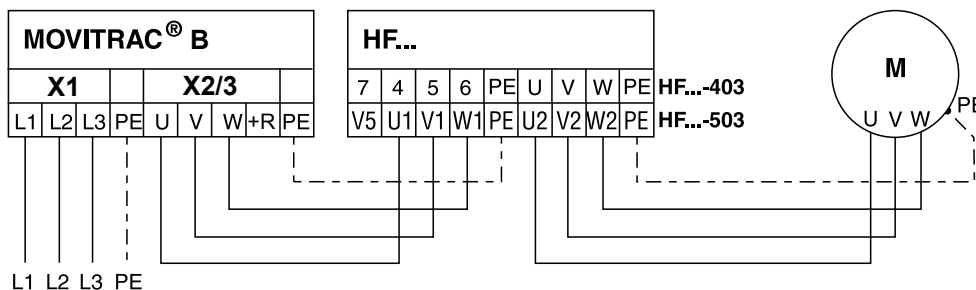 MOVITRAC® B
X1 X2/3
L1 L2 L3 PE U V W +R PE
L1 L2 L3 PE
HF...
7 4 5 6 PE U V W PE HF...-403
V5 U1 V1 W1 PE U2 V2 W2 PE HF...-503
M
U V W
PE